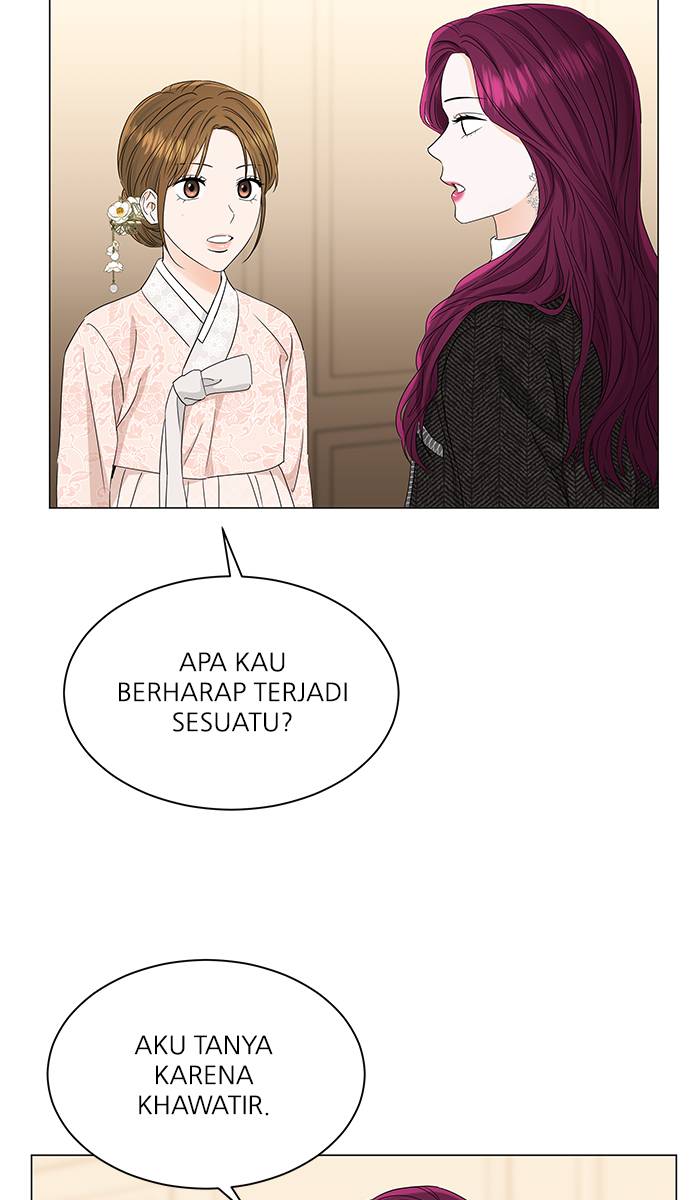 APA KAU
BERHARAP TERJADI
SESUATU?
AKU TANYA
KARENA
KHAWATIR.